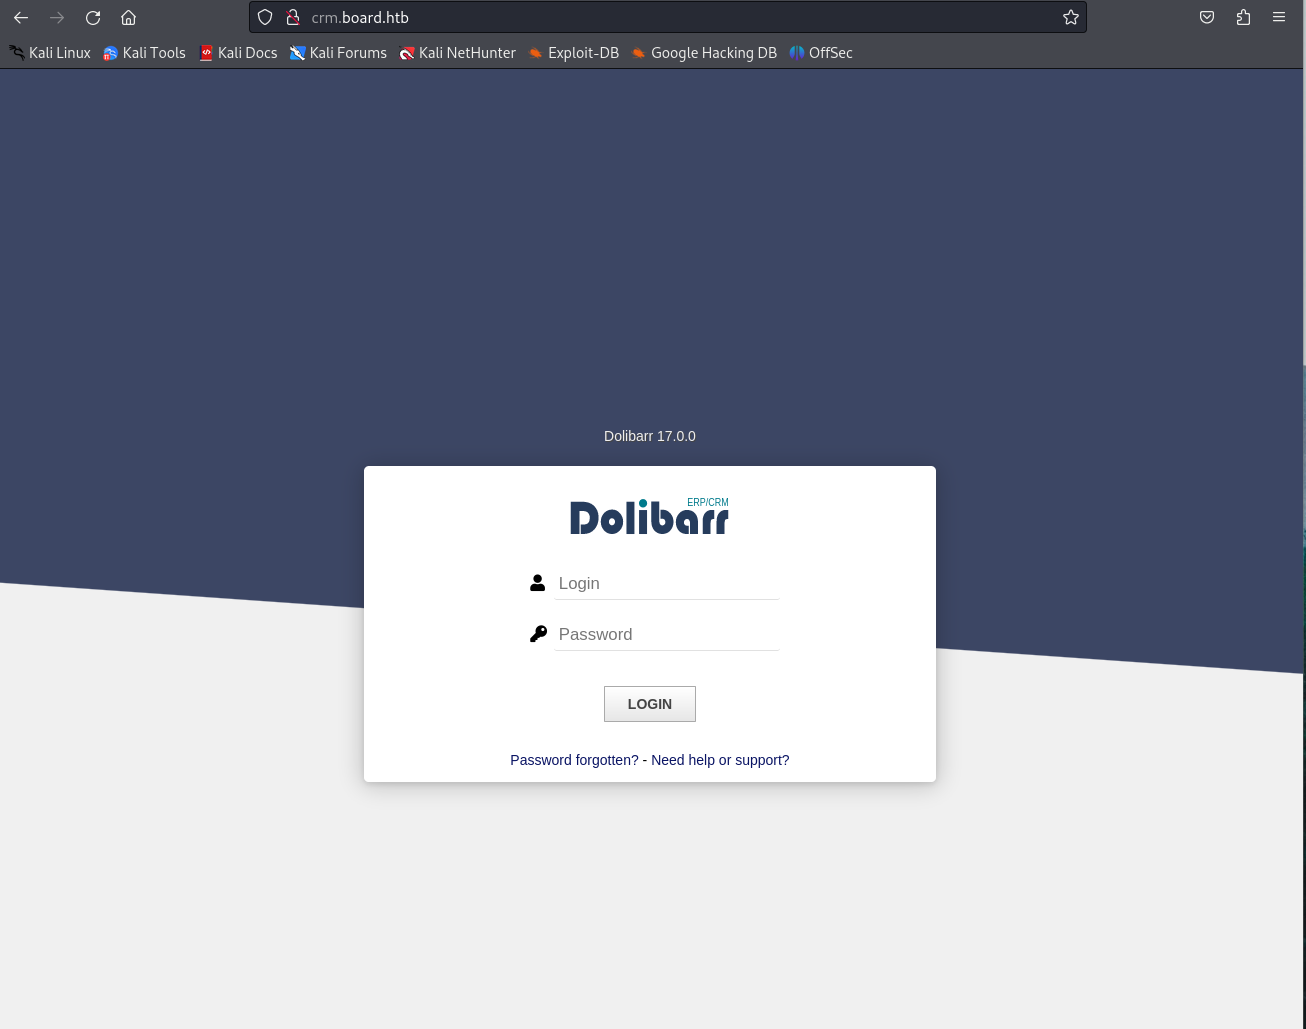 crm.board.htb
Kali Linux Kali Tools Kali Docs Kali Forums Kali NetHunter Exploit-DB Google Hacking DB OffSec
Dolibarr 17.0.0
Dolibarr ERP/CRM
Login
Password
LOGIN
Password forgotten? - Need help or support?